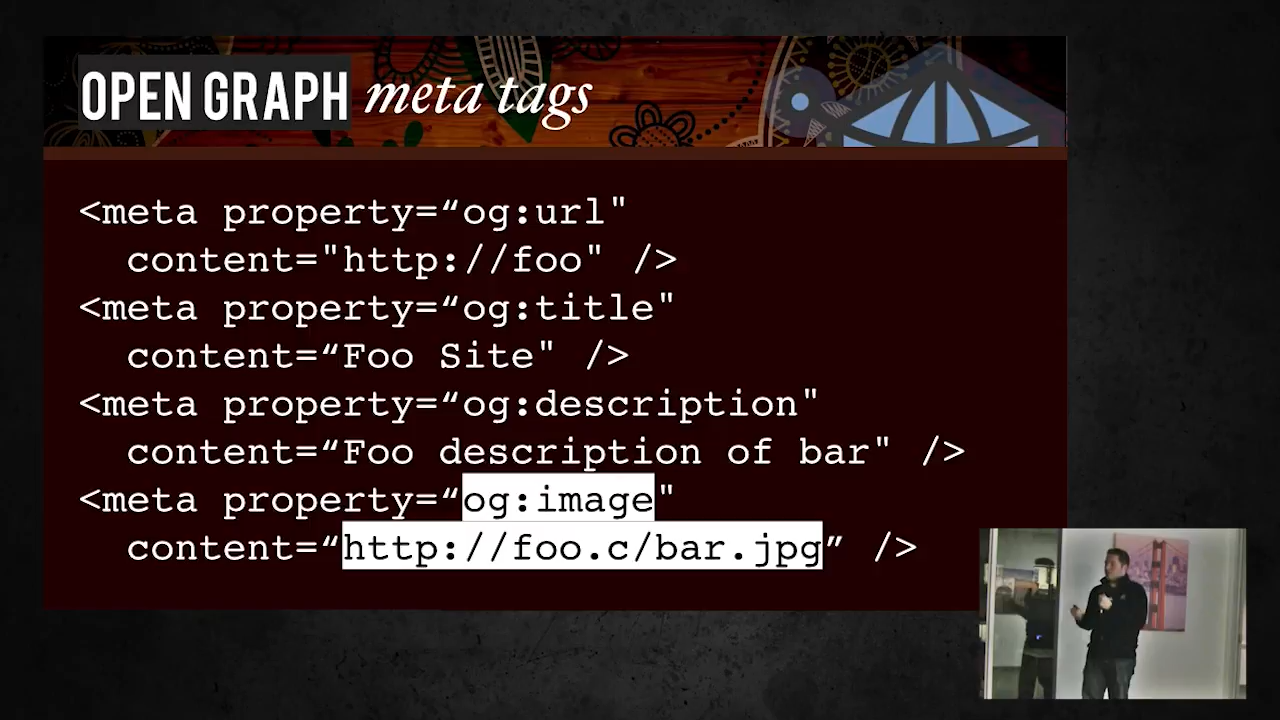 OPEN GRAPH meta tags
<meta property=“og:url"
content="http://foo" />
<meta property=“og:title"
content=“Foo Site" />
<meta property=“og:description"
content=“Foo description of bar" />
<meta property=“og:image"
content=“http://foo.c/bar.jpg” />